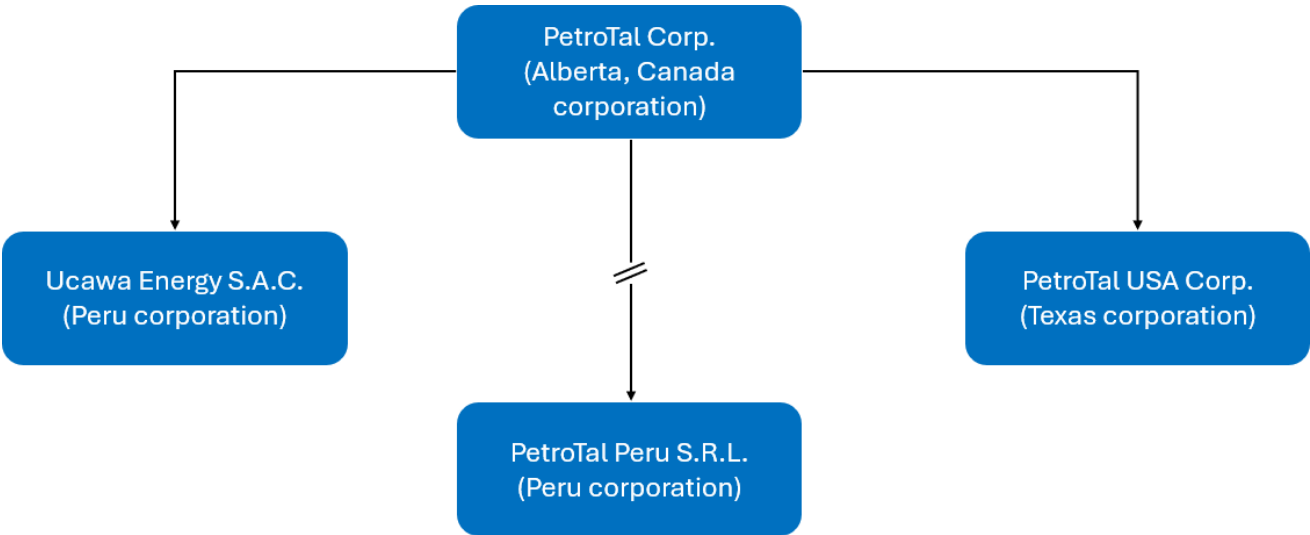 PetroTal Corp.
(Alberta, Canada
corporation)
Ucawa Energy S.A.C.
(Peru corporation)
PetroTal USA Corp.
(Texas corporation)
PetroTal Peru S.R.L.
(Peru corporation)